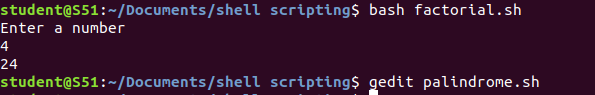 student@S51:~/Documents/shell scripting$ bash factorial.sh
Enter a number
4
24
student@S51:~/Documents/shell scripting$ gedit palindrome.sh